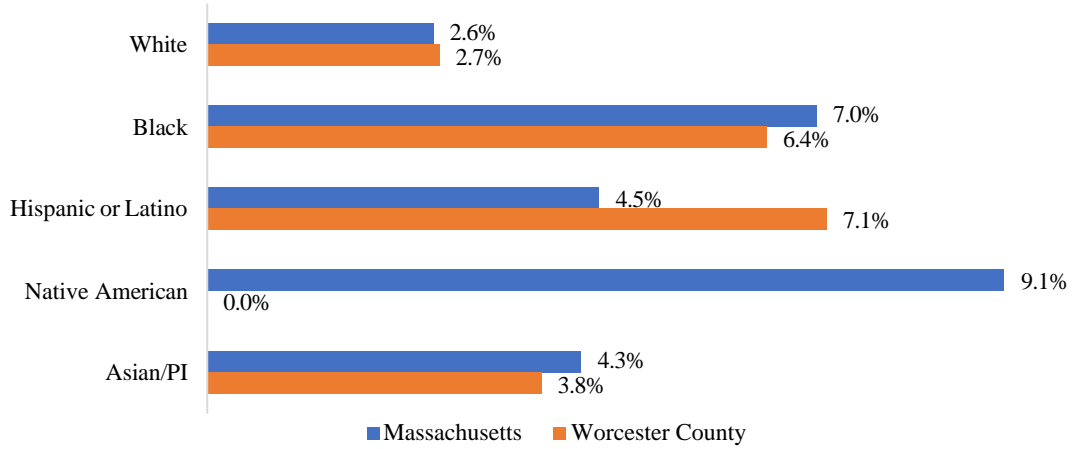 White
2.6%
2.7%
Black
7.0%
6.4%
Hispanic or Latino
4.5%
7.1%
Native American
9.1%
0.0%
Asian/PI
4.3%
3.8%
Massachusetts
Worcester County